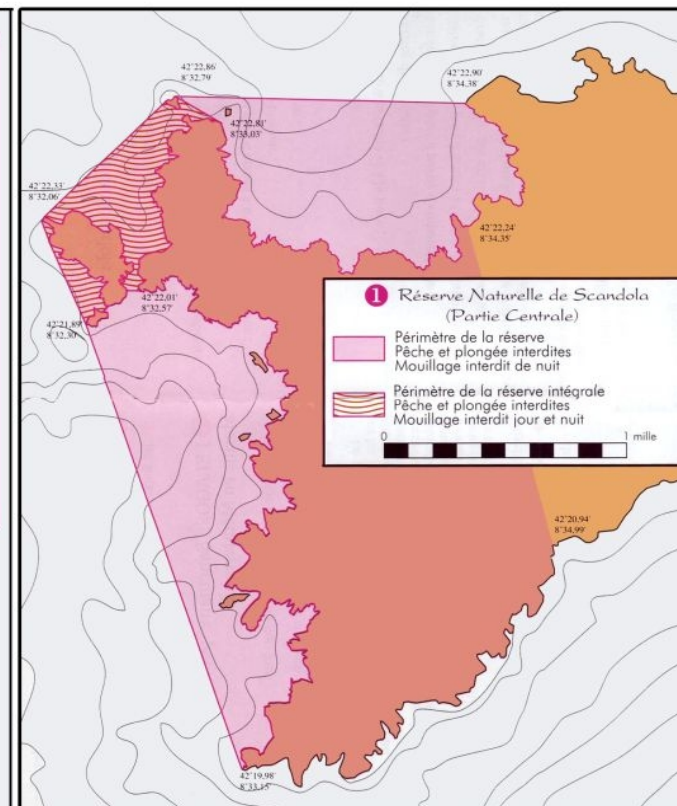 42°22,86'
8°32,79'
42°22,90'
8°34,38'
42°22,81'
8°33,03'
42°22,33'
8°32,06'
42°22,24'
8°34,35'
42°22,01'
8°32,57'
42°21,89'
8°32,30'
1 Réserve Naturelle de Scandola
(Partie Centrale)
Périmètre de la réserve
Pêche et plongée interdites
Mouillage interdit de nuit
Périmètre de la réserve intégrale
Pêche et plongée interdites
Mouillage interdit jour et nuit
0 1 mille
42°20,94'
8°34,99'
42°19,98'
8°33,15'